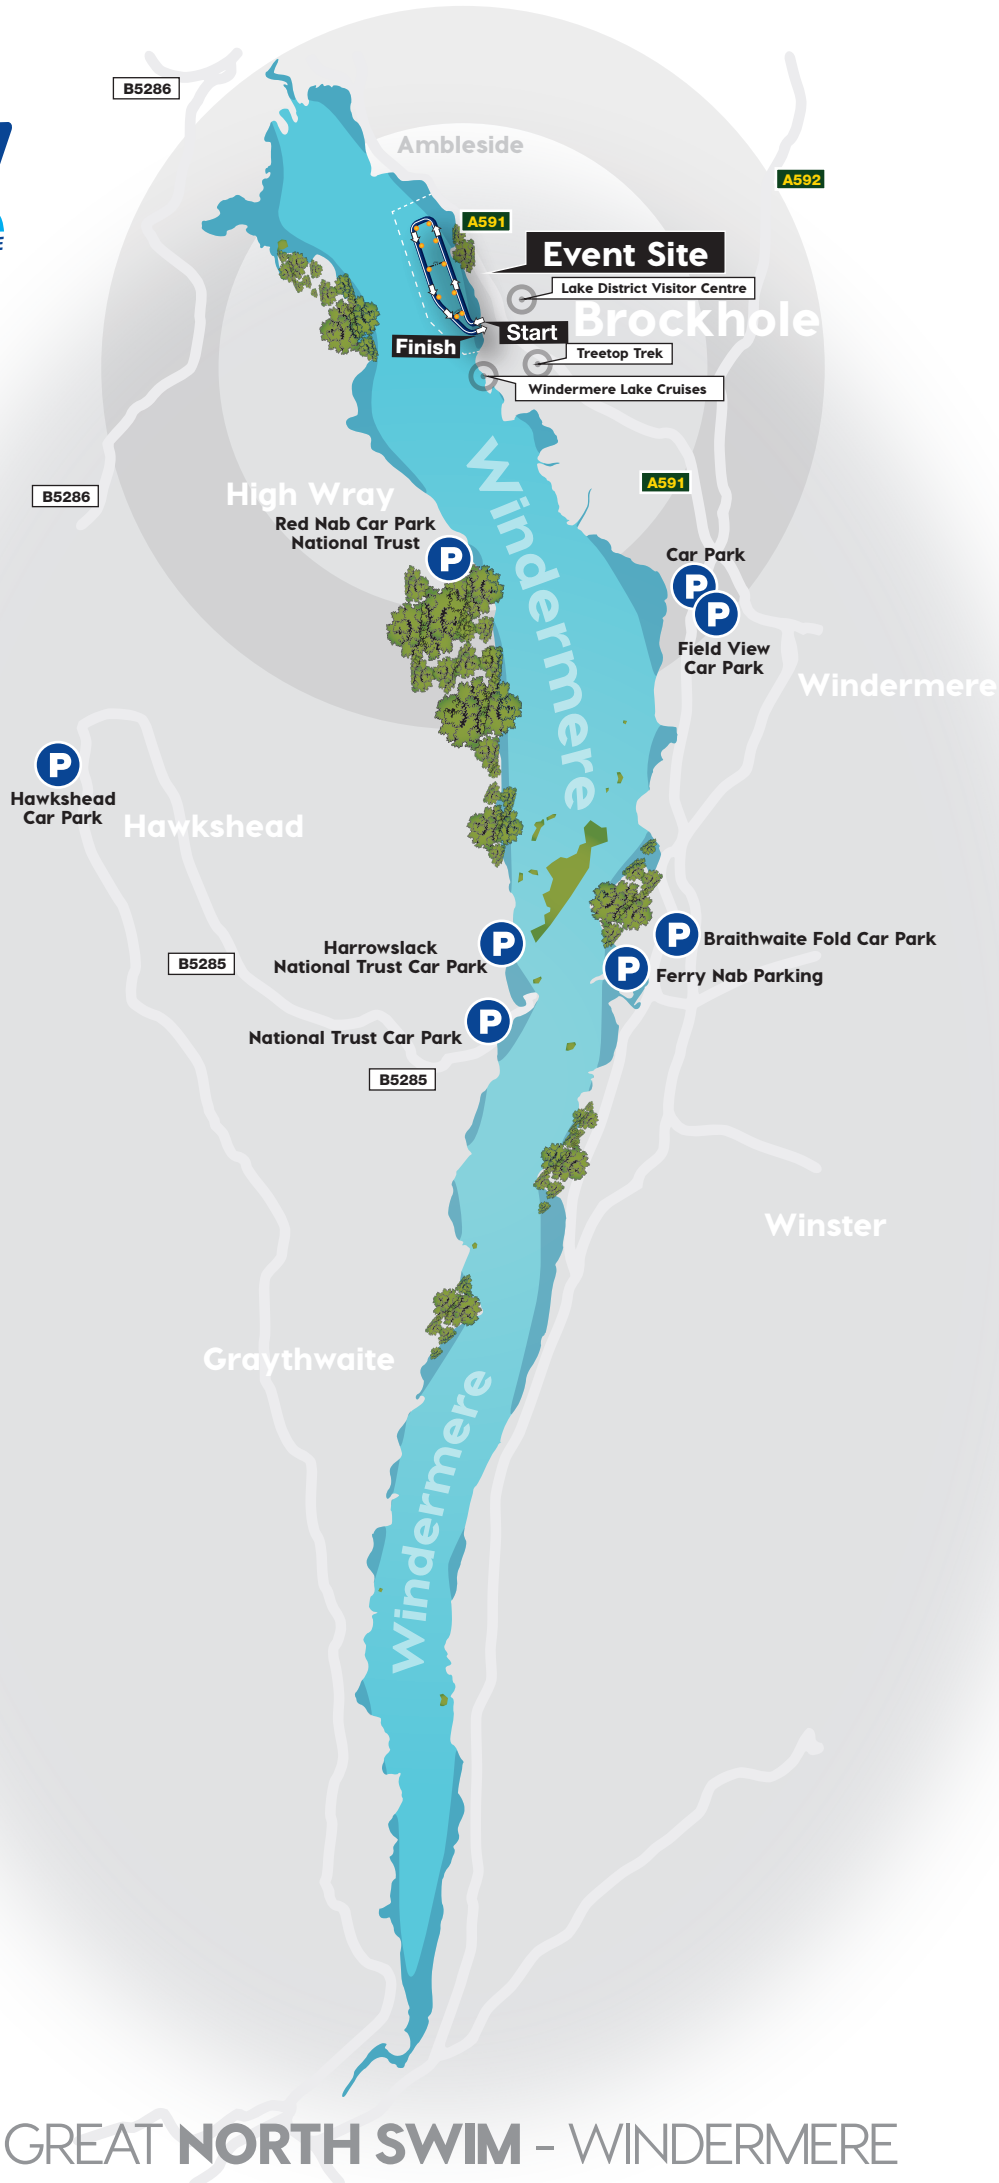 B5286
Ambleside
A592
A591
Event Site
Lake District Visitor Centre
Brockhole
Start
Finish
Treetop Trek
Windermere Lake Cruises
Windermere
A591
B5286
High Wray
Red Nab Car Park
National Trust
P
Car Park
P
P
Field View
Car Park
Windermere
P
Hawkshead
Car Park
Hawkshead
P
Harrowslack
National Trust Car Park
P
Braithwaite Fold Car Park
P
Ferry Nab Parking
B5285
P
National Trust Car Park
B5285
Winster
Graythwaite
Windermere
GREAT NORTH SWIM - WINDERMERE